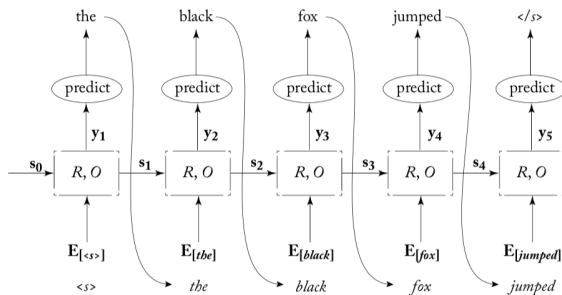 the black fox jumped </s>
predict predict predict predict predict
y1 y2 y3 y4 y5
s0 R, O s1 R, O s2 R, O s3 R, O s4 R, O
E[<s>] E[the] E[black] E[fox] E[jumped]
<s> the black fox jumped